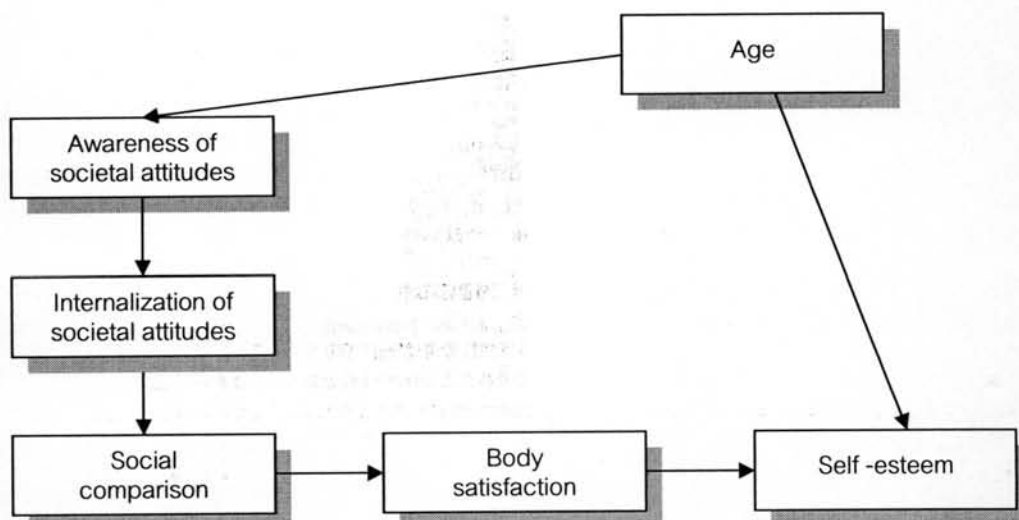 Age
Awareness of
societal attitudes
Internalization of
societal attitudes
Social
comparison
Body
satisfaction
Self -esteem